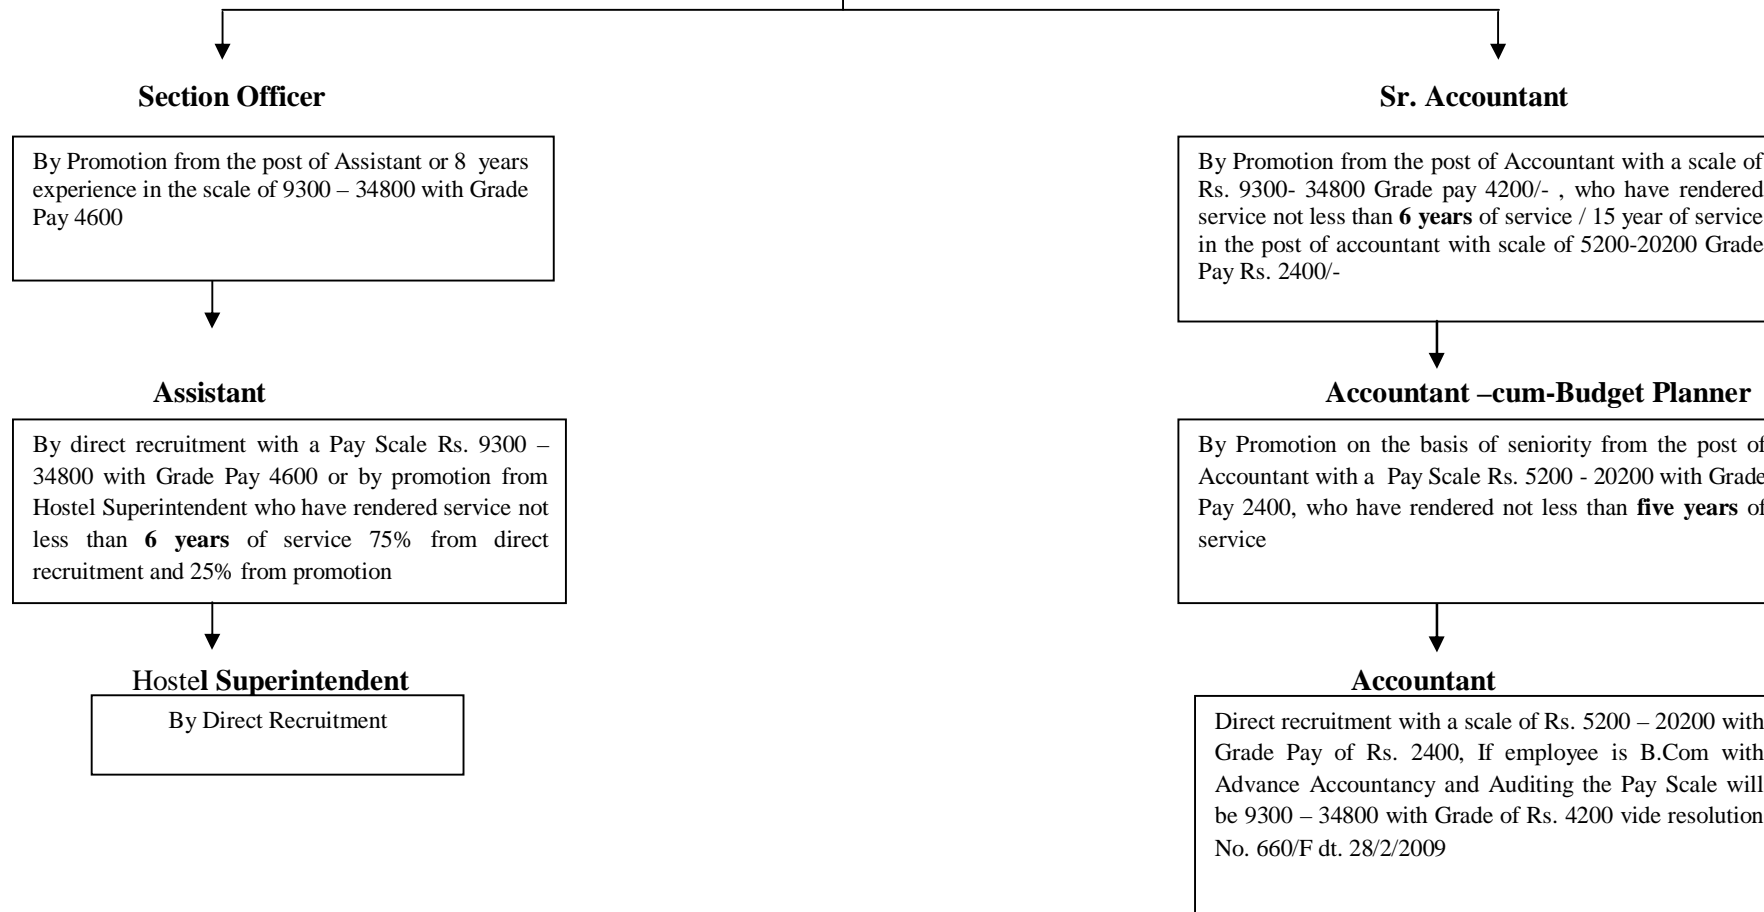 Section Officer
By Promotion from the post of Assistant or 8 years
experience in the scale of 9300 – 34800 with Grade
Pay 4600
Assistant
By direct recruitment with a Pay Scale Rs. 9300 –
34800 with Grade Pay 4600 or by promotion from
Hostel Superintendent who have rendered service not
less than 6 years of service 75% from direct
recruitment and 25% from promotion
Hostel Superintendent
By Direct Recruitment
Sr. Accountant
By Promotion from the post of Accountant with a scale of
Rs. 9300- 34800 Grade pay 4200/- , who have rendered
service not less than 6 years of service / 15 year of service
in the post of accountant with scale of 5200-20200 Grade
Pay Rs. 2400/-
Accountant –cum-Budget Planner
By Promotion on the basis of seniority from the post of
Accountant with a Pay Scale Rs. 5200 - 20200 with Grade
Pay 2400, who have rendered not less than five years of
service
Accountant
Direct recruitment with a scale of Rs. 5200 – 20200 with
Grade Pay of Rs. 2400, If employee is B.Com with
Advance Accountancy and Auditing the Pay Scale will
be 9300 – 34800 with Grade of Rs. 4200 vide resolution
No. 660/F dt. 28/2/2009